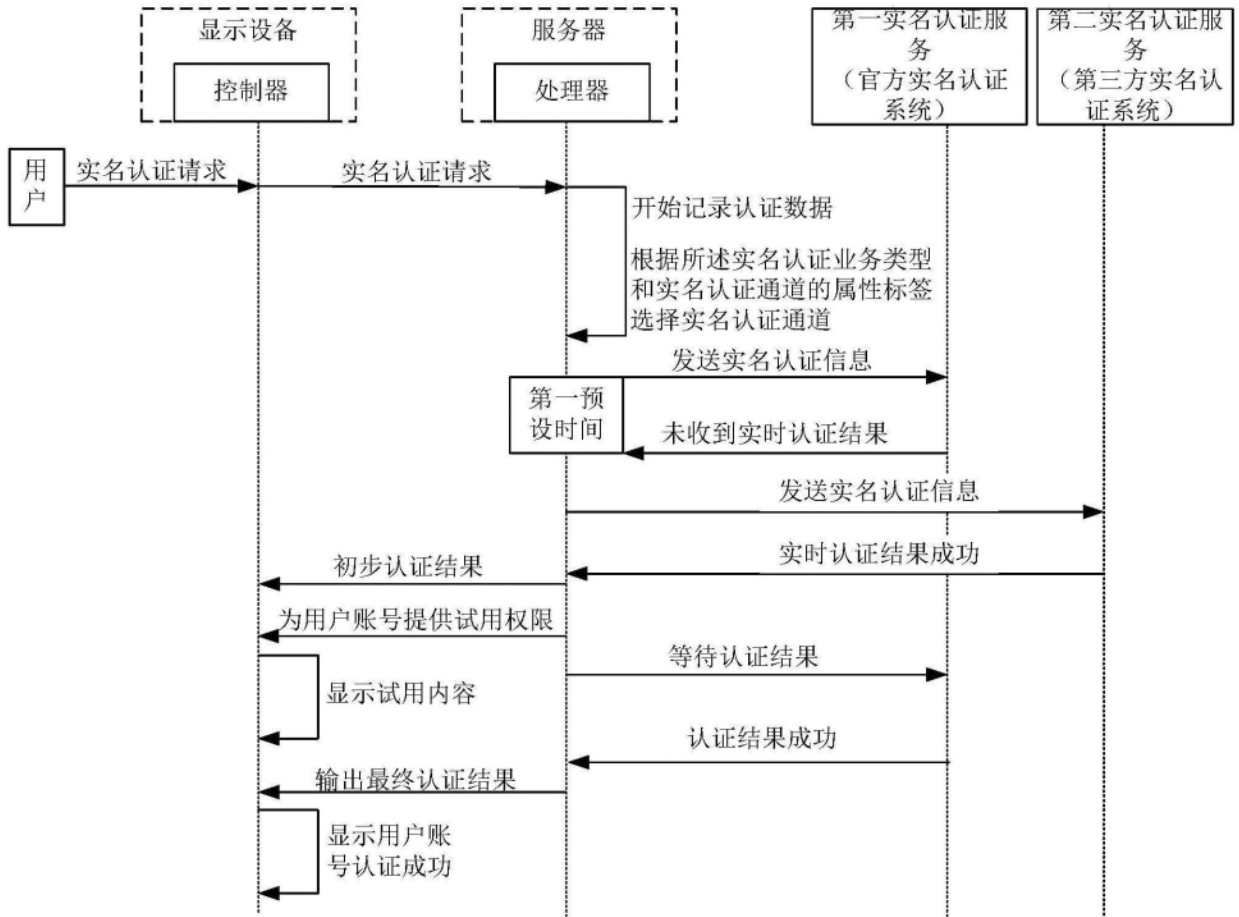 显示设备
控制器
服务器
处理器
第一实名认证服
务
（官方实名认证
系统）
第二实名认证服
务
（第三方实名认
证系统）
用
户
实名认证请求
实名认证请求
开始记录认证数据
根据所述实名认证业务类型
和实名认证通道的属性标签
选择实名认证通道
发送实名认证信息
第一预
设时间
未收到实时认证结果
发送实名认证信息
实时认证结果成功
初步认证结果
为用户账号提供试用权限
等待认证结果
显示试用内容
认证结果成功
输出最终认证结果
显示用户账
号认证成功